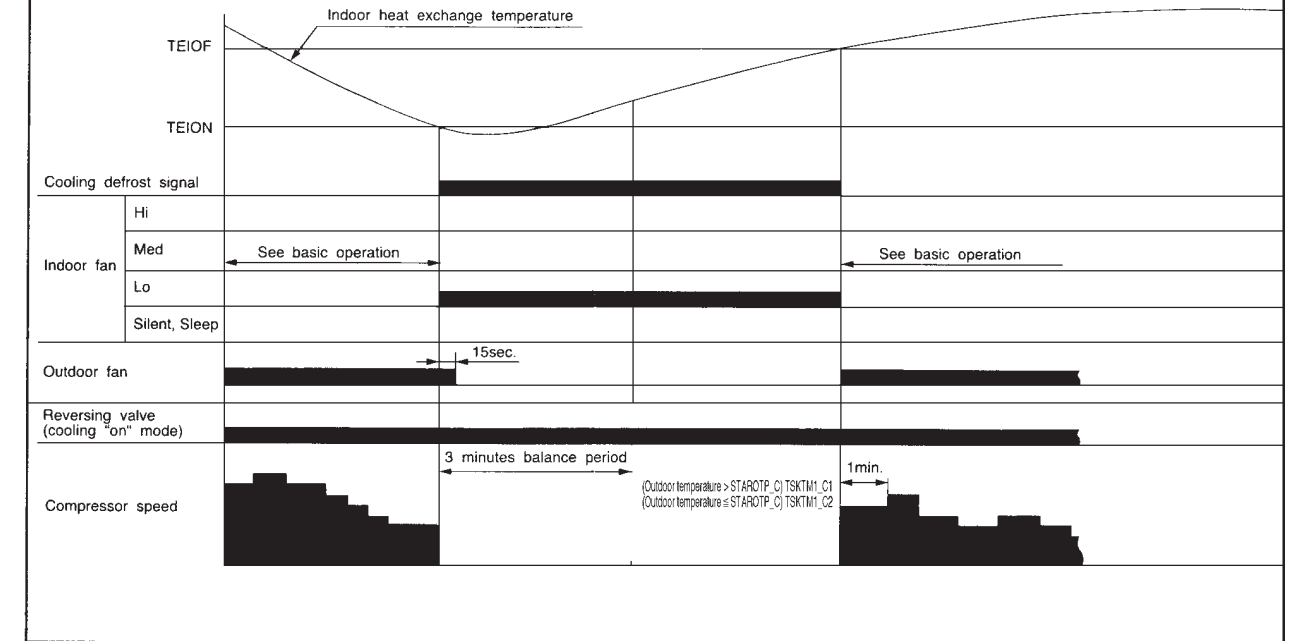 Indoor heat exchange temperature
TEIOF
TEION
Cooling defrost signal
Indoor fan
Hi
Med
See basic operation
See basic operation
Lo
Silent, Sleep
15sec.
Outdoor fan
Reversing valve
(cooling "on" mode)
3 minutes balance period
1min.
(Outdoor temperature > STAROTP_C) TSKTM1_C1
(Outdoor temperature ≦ STAROTP_C) TSKTM1_C2
Compressor speed